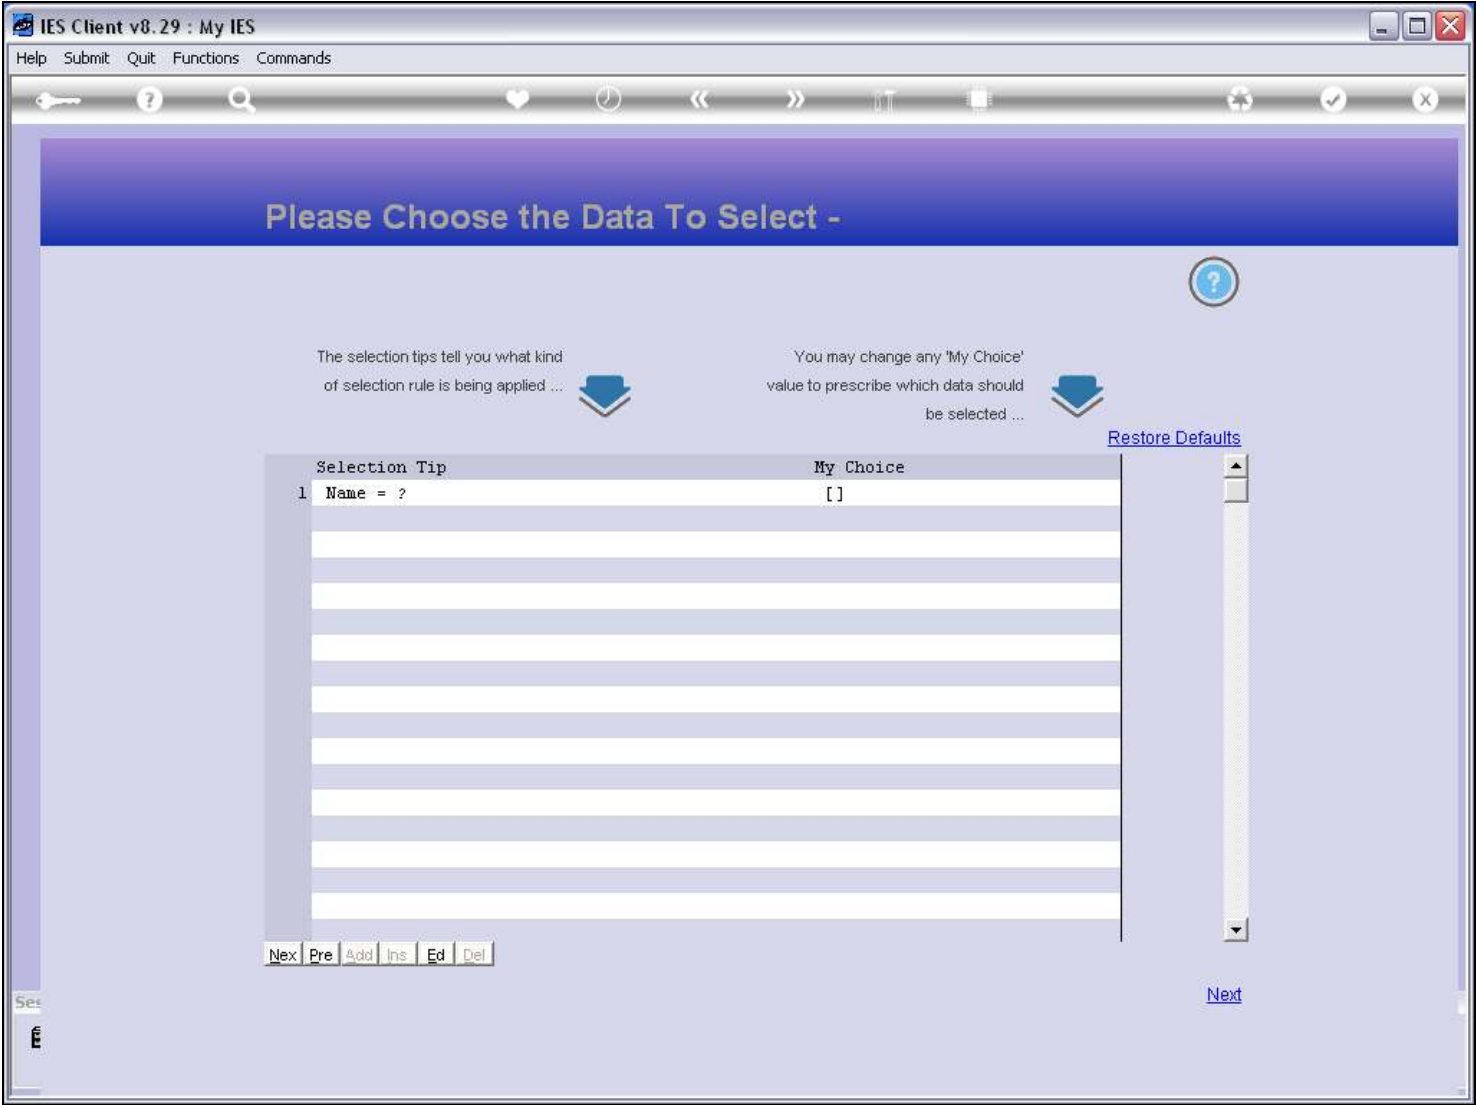 IES Client v8.29 : My IES
Help Submit Quit Functions Commands
Please Choose the Data To Select -
The selection tips tell you what kind
of selection rule is being applied ...
You may change any 'My Choice'
value to prescribe which data should
be selected ...
Restore Defaults
Selection Tip My Choice
1 Name = ? []
Nex Pre Add Ins Ed Del
Next
Ses